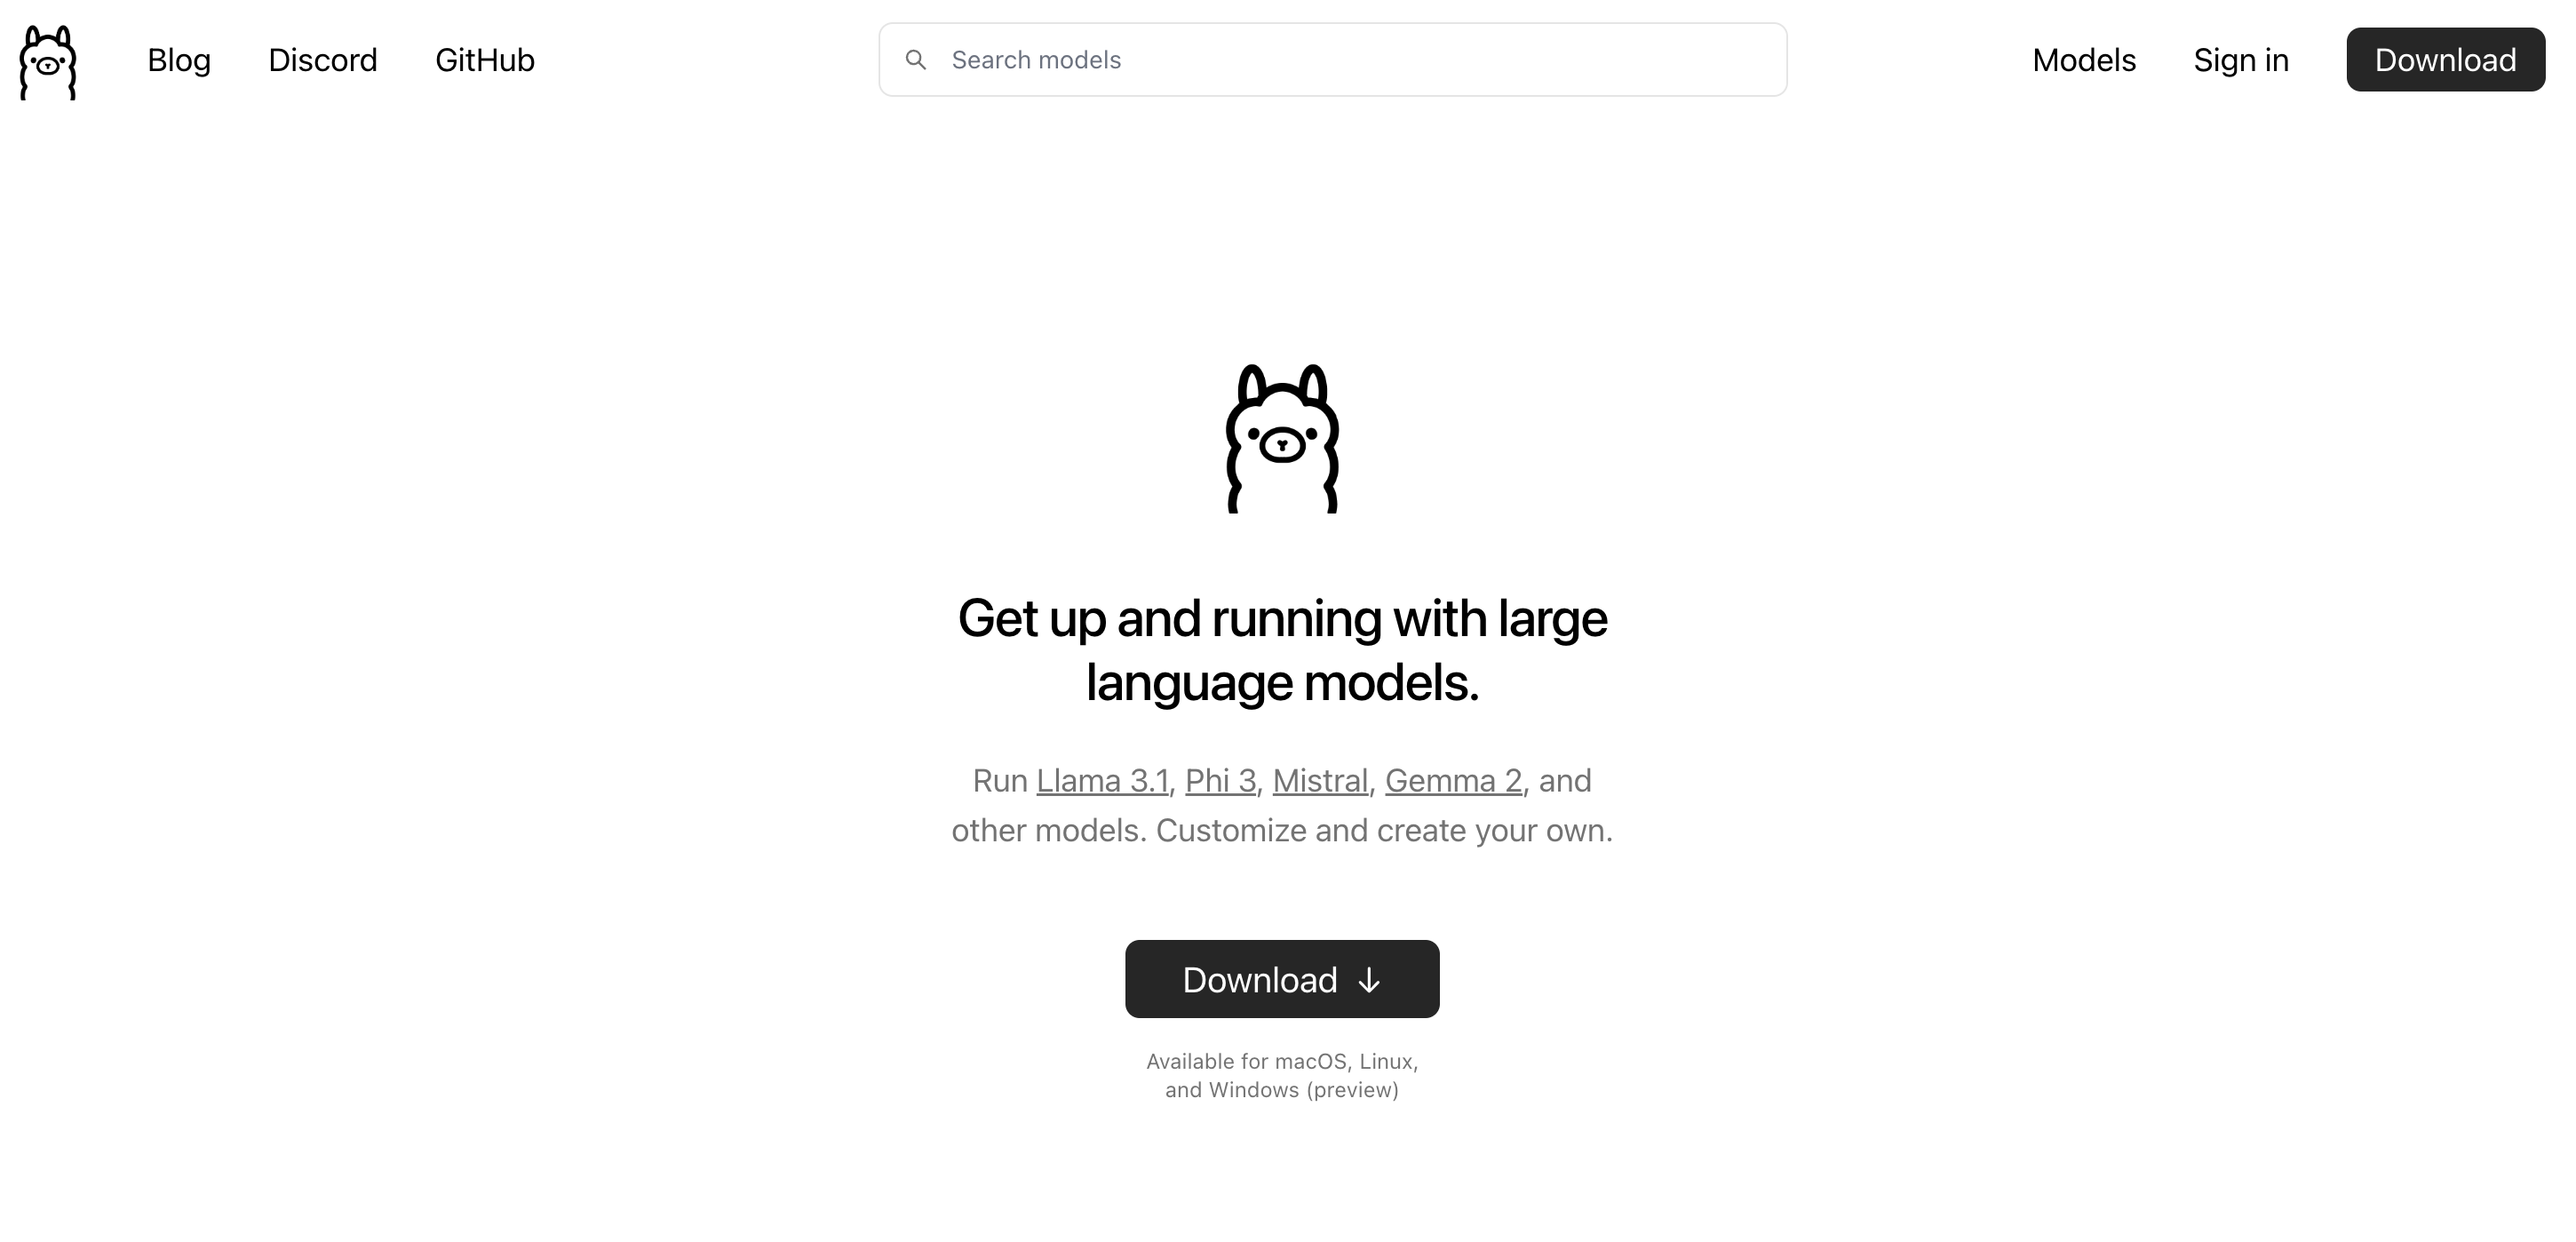 Blog Discord GitHub Search models Models Sign in Download
Get up and running with large
language models.
Run Llama 3.1, Phi 3, Mistral, Gemma 2, and
other models. Customize and create your own.
Download ↓
Available for macOS, Linux,
and Windows (preview)